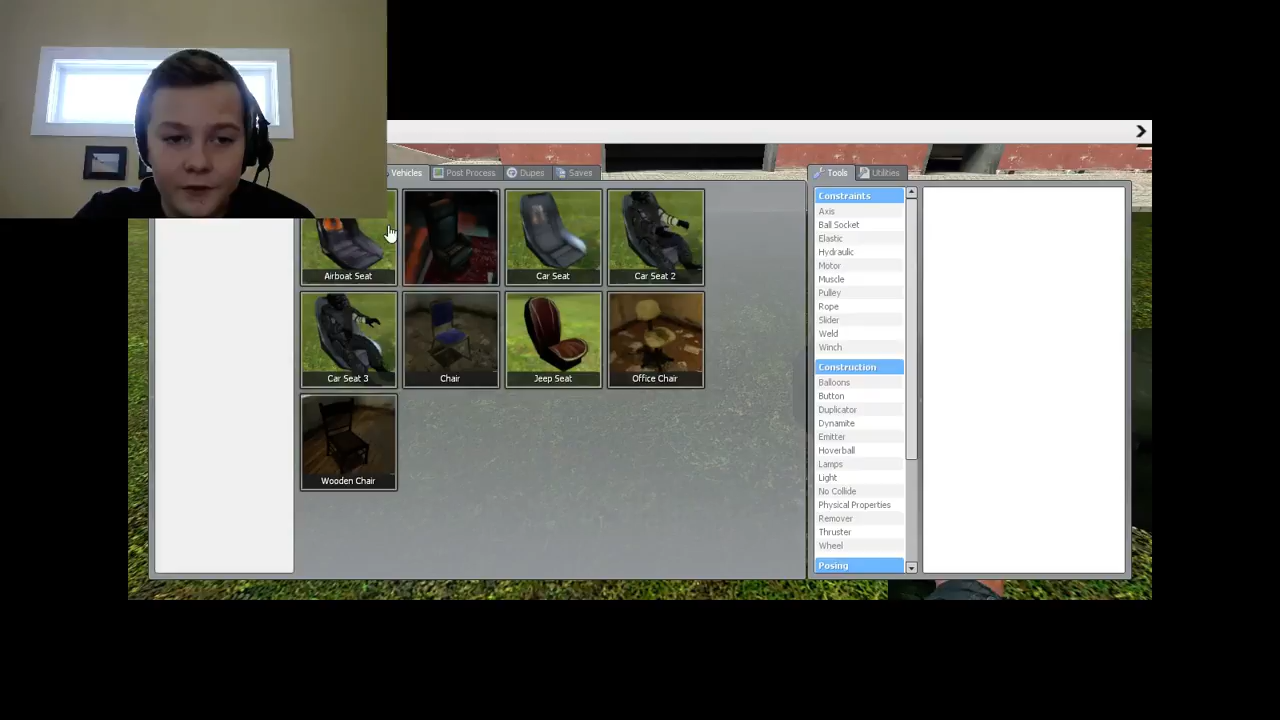 Vehicles Post Process Dupes Saves Tools Utilities
Airboat Seat Car Seat Car Seat 2
Car Seat 3 Chair Jeep Seat Office Chair
Wooden Chair
Constraints
Axis
Ball Socket
Elastic
Hydraulic
Motor
Muscle
Pulley
Rope
Slider
Weld
Winch
Construction
Balloons
Button
Duplicator
Dynamite
Emitter
Hoverball
Lamps
Light
No Collide
Physical Properties
Remover
Thruster
Wheel
Posing